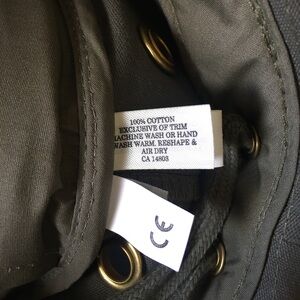 100% COTTON
EXCLUSIVE OF TRIM
MACHINE WASH OR HAND
WASH WARM, RESHAPE &
AIR DRY
CA 14803
CE